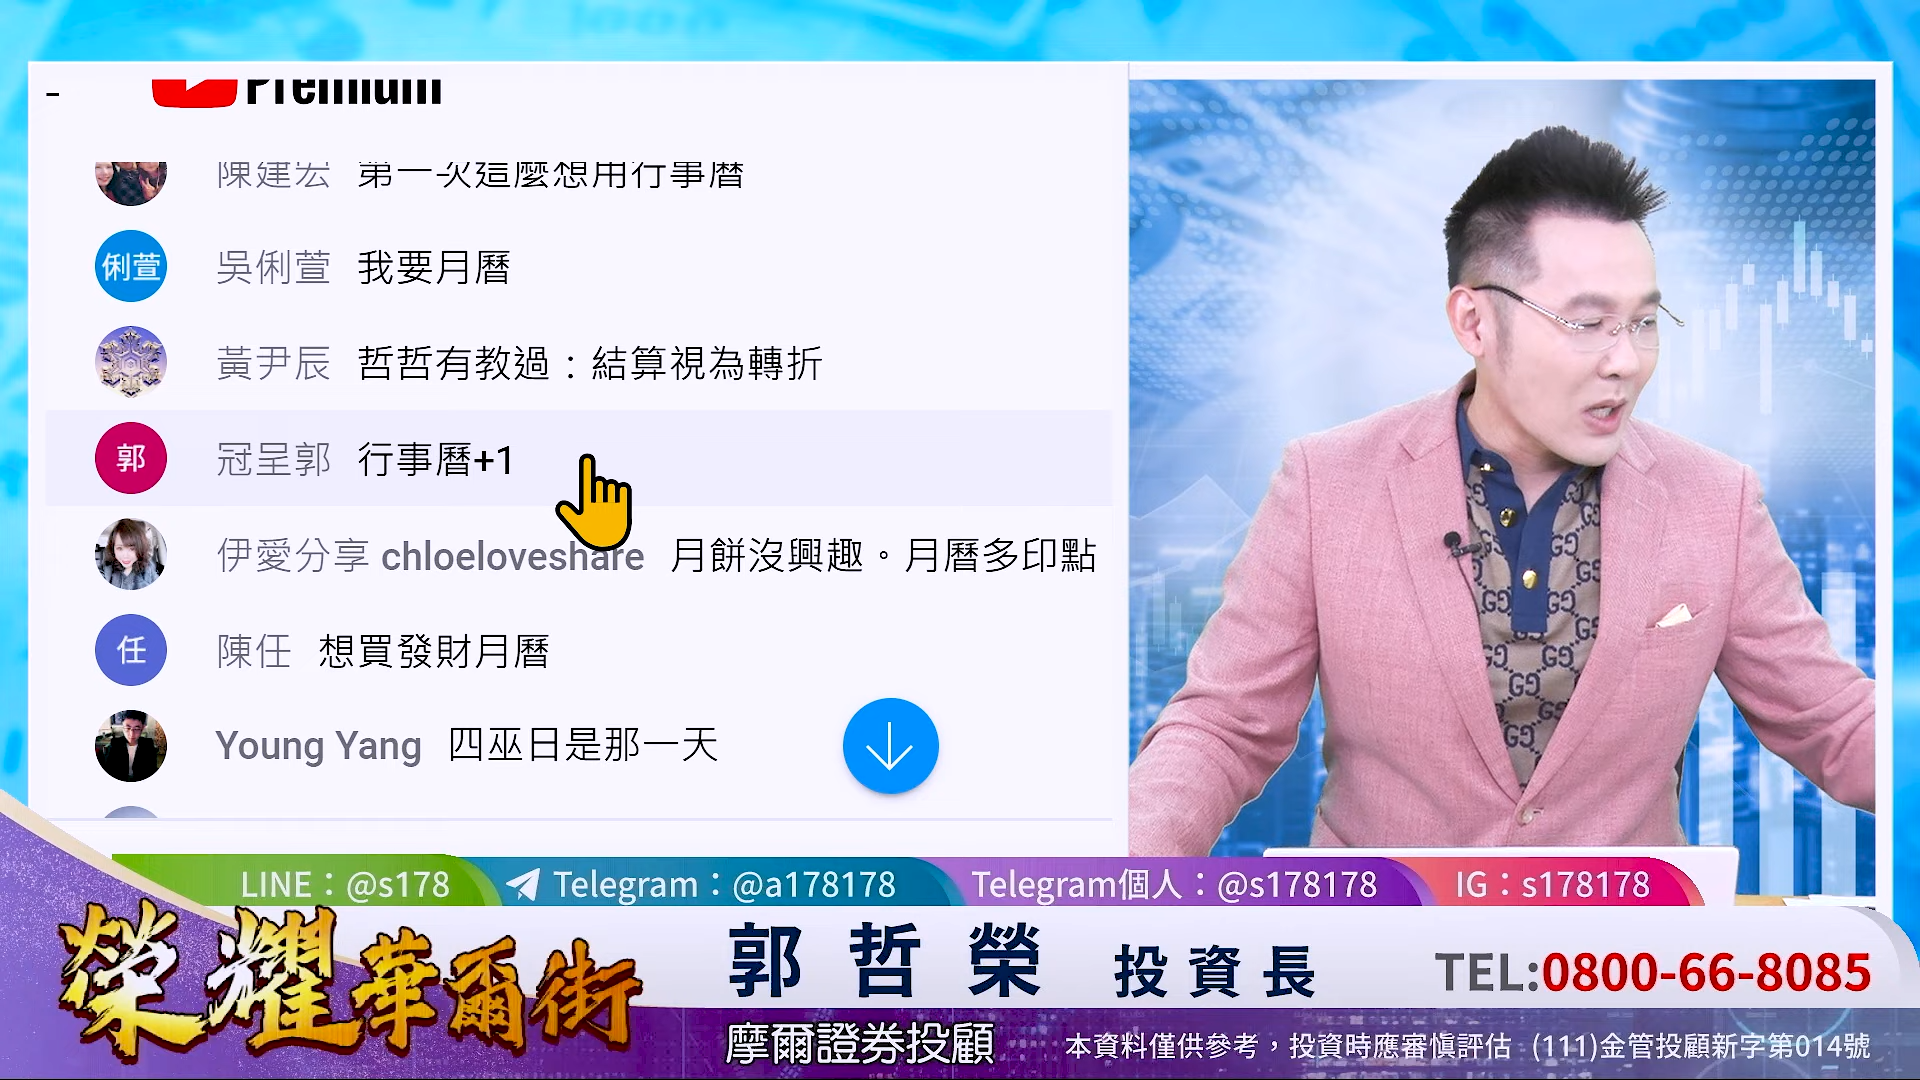 Premium
陳建宏 第一次這麼想用行事曆
俐萱 吳俐萱 我要月曆
黃尹辰 哲哲有教過：結算視為轉折
郭 冠呈郭 行事曆+1
伊愛分享 chloeloveshare 月餅沒興趣。月曆多印點
任 陳任 想買發財月曆
Young Yang 四巫日是那一天
LINE：@s178 Telegram：@a178178 Telegram個人：@s178178 IG：s178178
榮耀華爾街
郭哲榮 投資長 TEL:0800-66-8085
摩爾證券投顧 本資料僅供參考，投資時應審慎評估 (111)金管投顧新字第014號